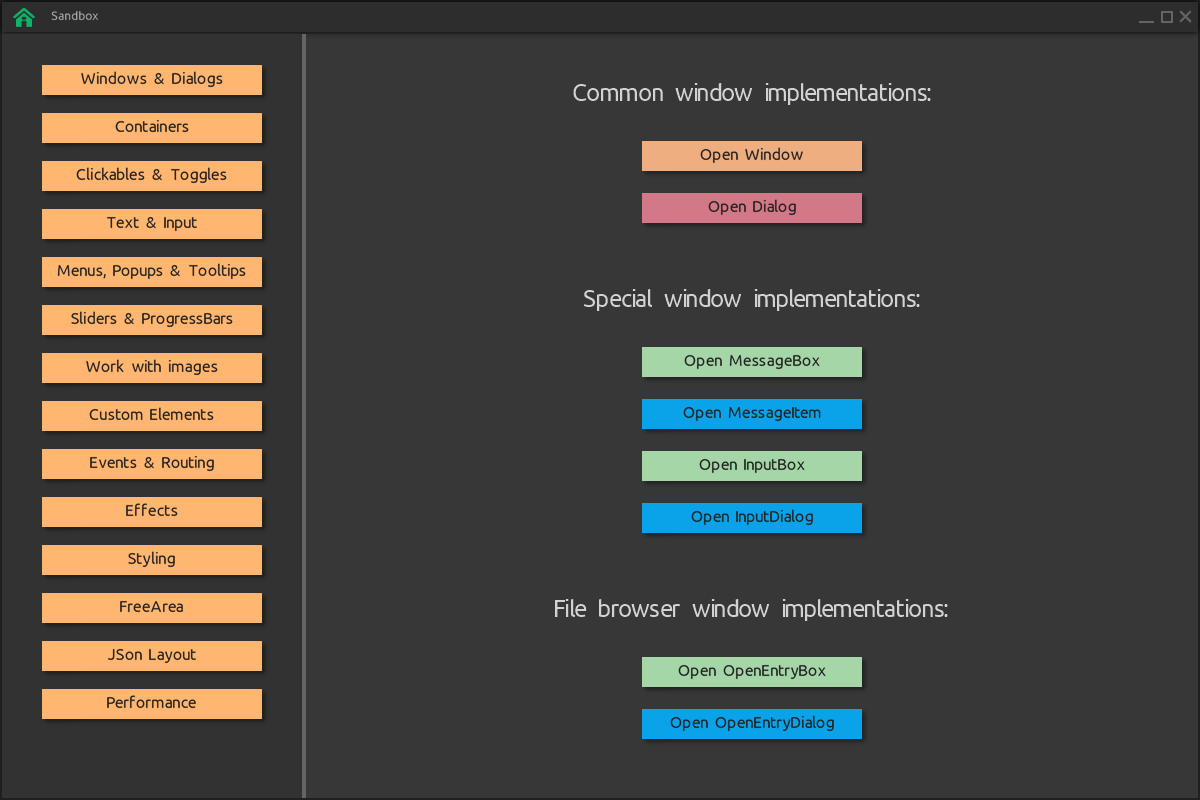 Sandbox
Windows & Dialogs
Containers
Clickables & Toggles
Text & Input
Menus, Popups & Tooltips
Sliders & ProgressBars
Work with images
Custom Elements
Events & Routing
Effects
Styling
FreeArea
JSon Layout
Performance
Common window implementations:
Open Window
Open Dialog
Special window implementations:
Open MessageBox
Open MessageItem
Open InputBox
Open InputDialog
File browser window implementations:
Open OpenEntryBox
Open OpenEntryDialog